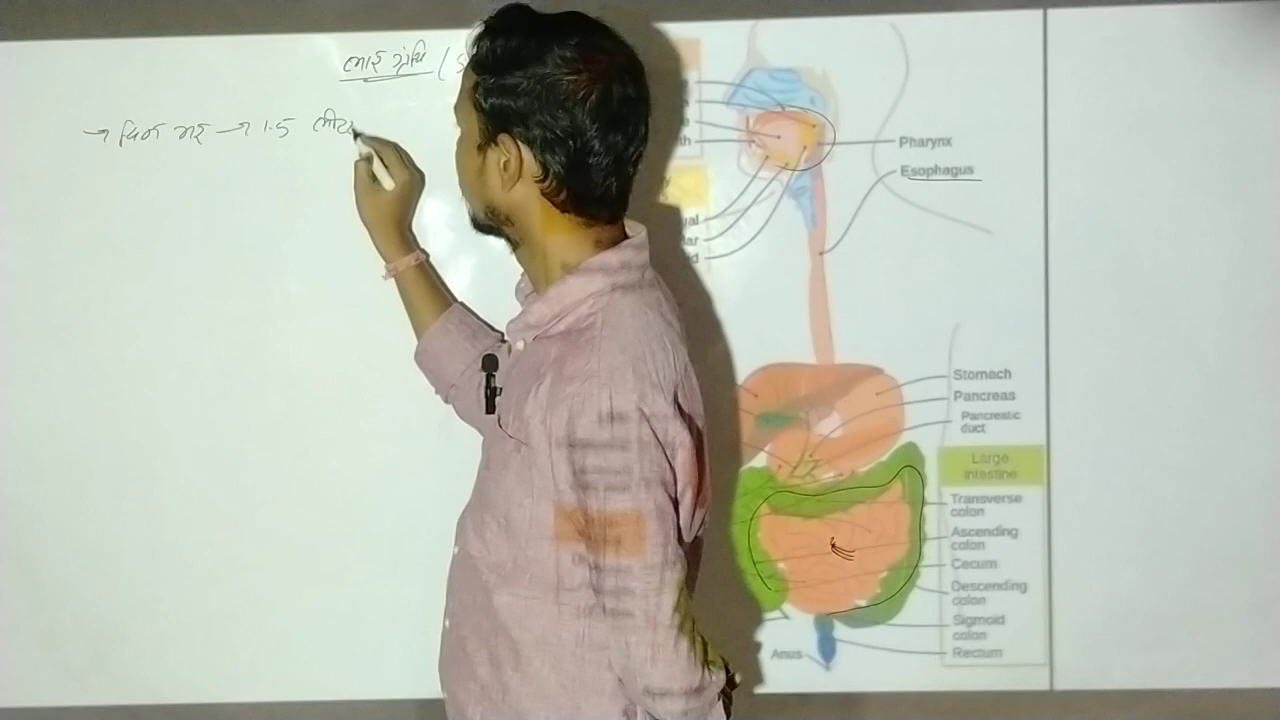 लार ग्रंथि ( S
→ → 1.5 लीटर
Pharynx
Esophagus
Stomach
Pancreas
Pancreatic
duct
Large
intestine
Transverse
colon
Ascending
colon
Cecum
Descending
colon
Sigmoid
colon
Rectum
Anus